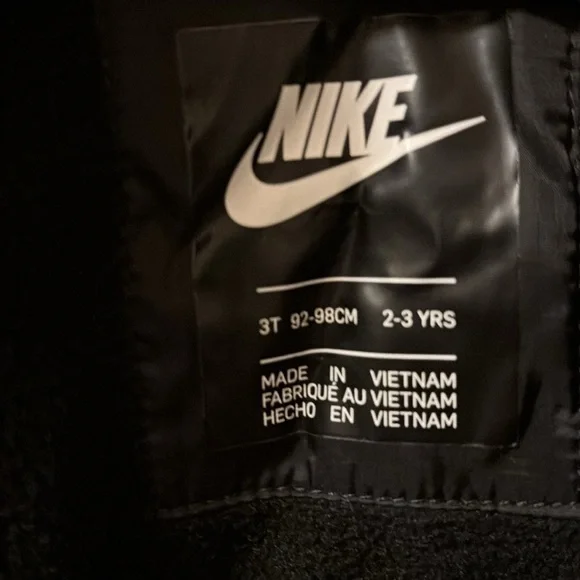 NIKE
3T 92-98CM 2-3 YRS
MADE IN VIETNAM
FABRIQUÉ AU VIETNAM
HECHO EN VIETNAM